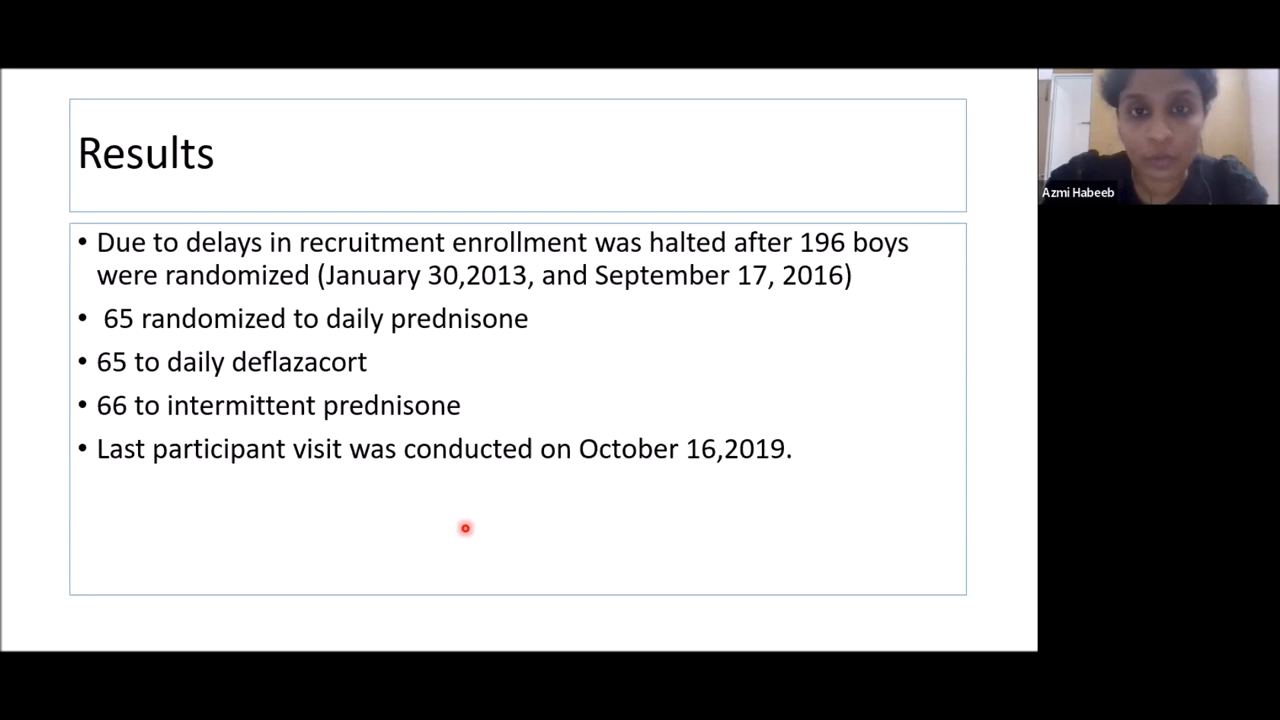 Results
• Due to delays in recruitment enrollment was halted after 196 boys
were randomized (January 30,2013, and September 17, 2016)
• 65 randomized to daily prednisone
• 65 to daily deflazacort
• 66 to intermittent prednisone
• Last participant visit was conducted on October 16,2019.
Azmi Habeeb